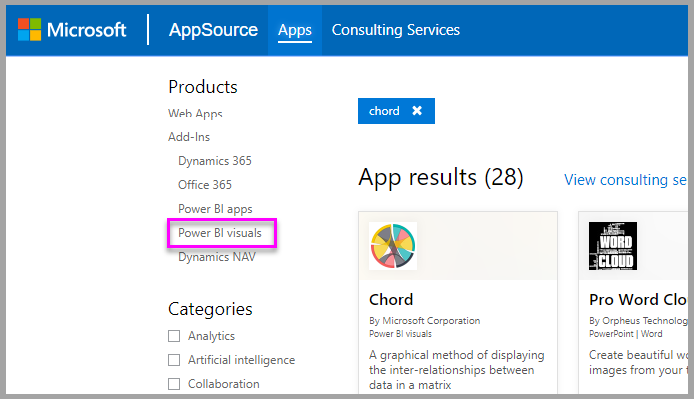 Microsoft AppSource Apps Consulting Services
Products
Web Apps
Add-Ins
Dynamics 365
Office 365
Power BI apps
Power BI visuals
Dynamics NAV
Categories
Analytics
Artificial intelligence
Collaboration
chord
App results (28)
View consulting se
Chord
By Microsoft Corporation
Power BI visuals
A graphical method of displaying
the inter-relationships between
data in a matrix
WORD
CLOUD
Pro Word Clo
By Orpheus Technolog
PowerPoint | Word
Create beautiful wo
images from your t